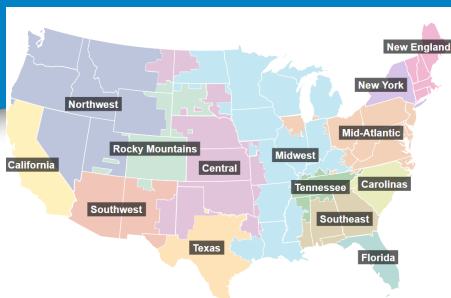 New England
New York
Northwest
Mid-Atlantic
Rocky Mountains
Midwest
California
Central
Tennessee
Carolinas
Southwest
Southeast
Texas
Florida